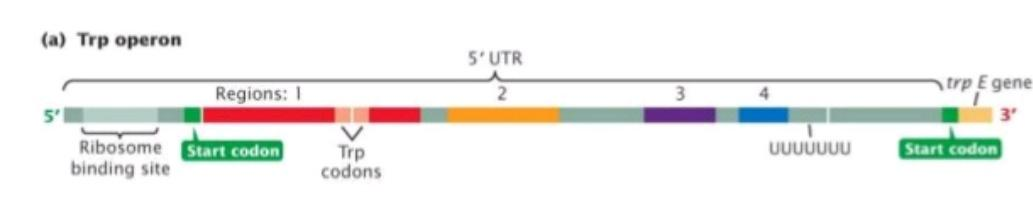 (a) Trp operon
5' UTR
Regions: 1
2
3
4
trp E gene
5'
3'
Ribosome
binding site
Start codon
Trp
codons
UUUUUUU
Start codon